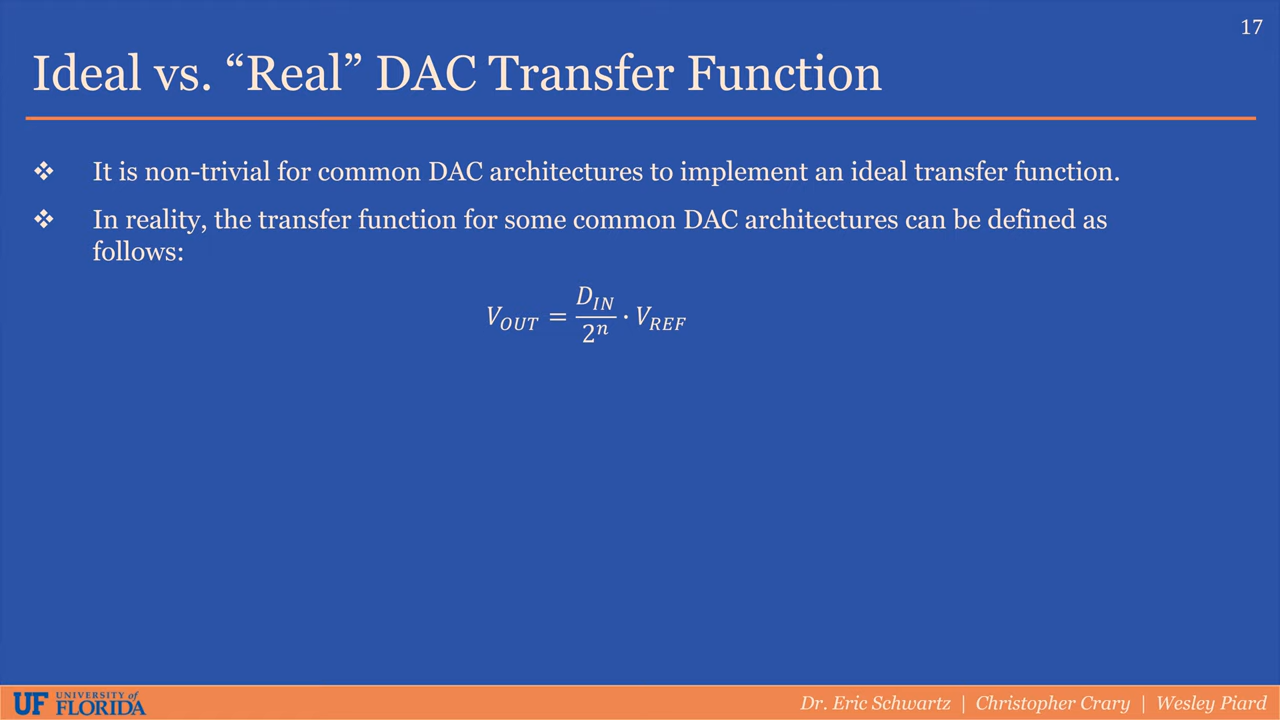 17
Ideal vs. “Real” DAC Transfer Function
❖ It is non-trivial for common DAC architectures to implement an ideal transfer function.
❖ In reality, the transfer function for some common DAC architectures can be defined as
follows:
V_OUT = D_IN / 2^n · V_REF
UF UNIVERSITY of
FLORIDA
Dr. Eric Schwartz | Christopher Crary | Wesley Piard